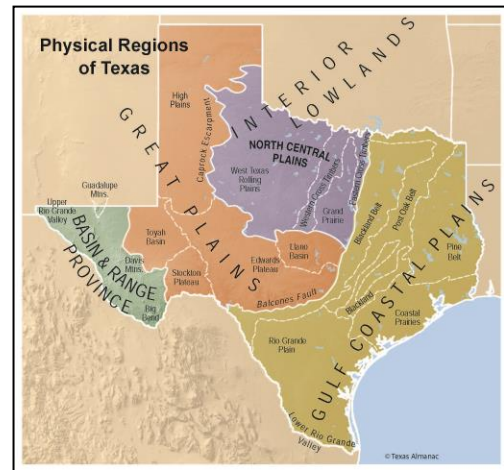 Physical Regions
of Texas
INTERIOR
LOWLANDS
GREAT PLAINS
High
Plains
Caprock Escarpment
NORTH CENTRAL
PLAINS
West Texas
Rolling
Plains
Western Cross Timbers
Grand
Prairie
Eastern Cross Timbers
Blackland Belt
Post Oak Belt
Pine
Belt
Guadalupe Mtns.
Upper
Rio Grande
Valley
BASIN & RANGE
PROVINCE
Toyah
Basin
Davis
Mtns.
Stockton
Plateau
Big
Bend
Edwards
Plateau
Llano
Basin
Balcones Fault
Blackland
Coastal
Prairies
GULF COASTAL PLAINS
Rio Grande
Plain
Lower Rio Grande
Valley
© Texas Almanac